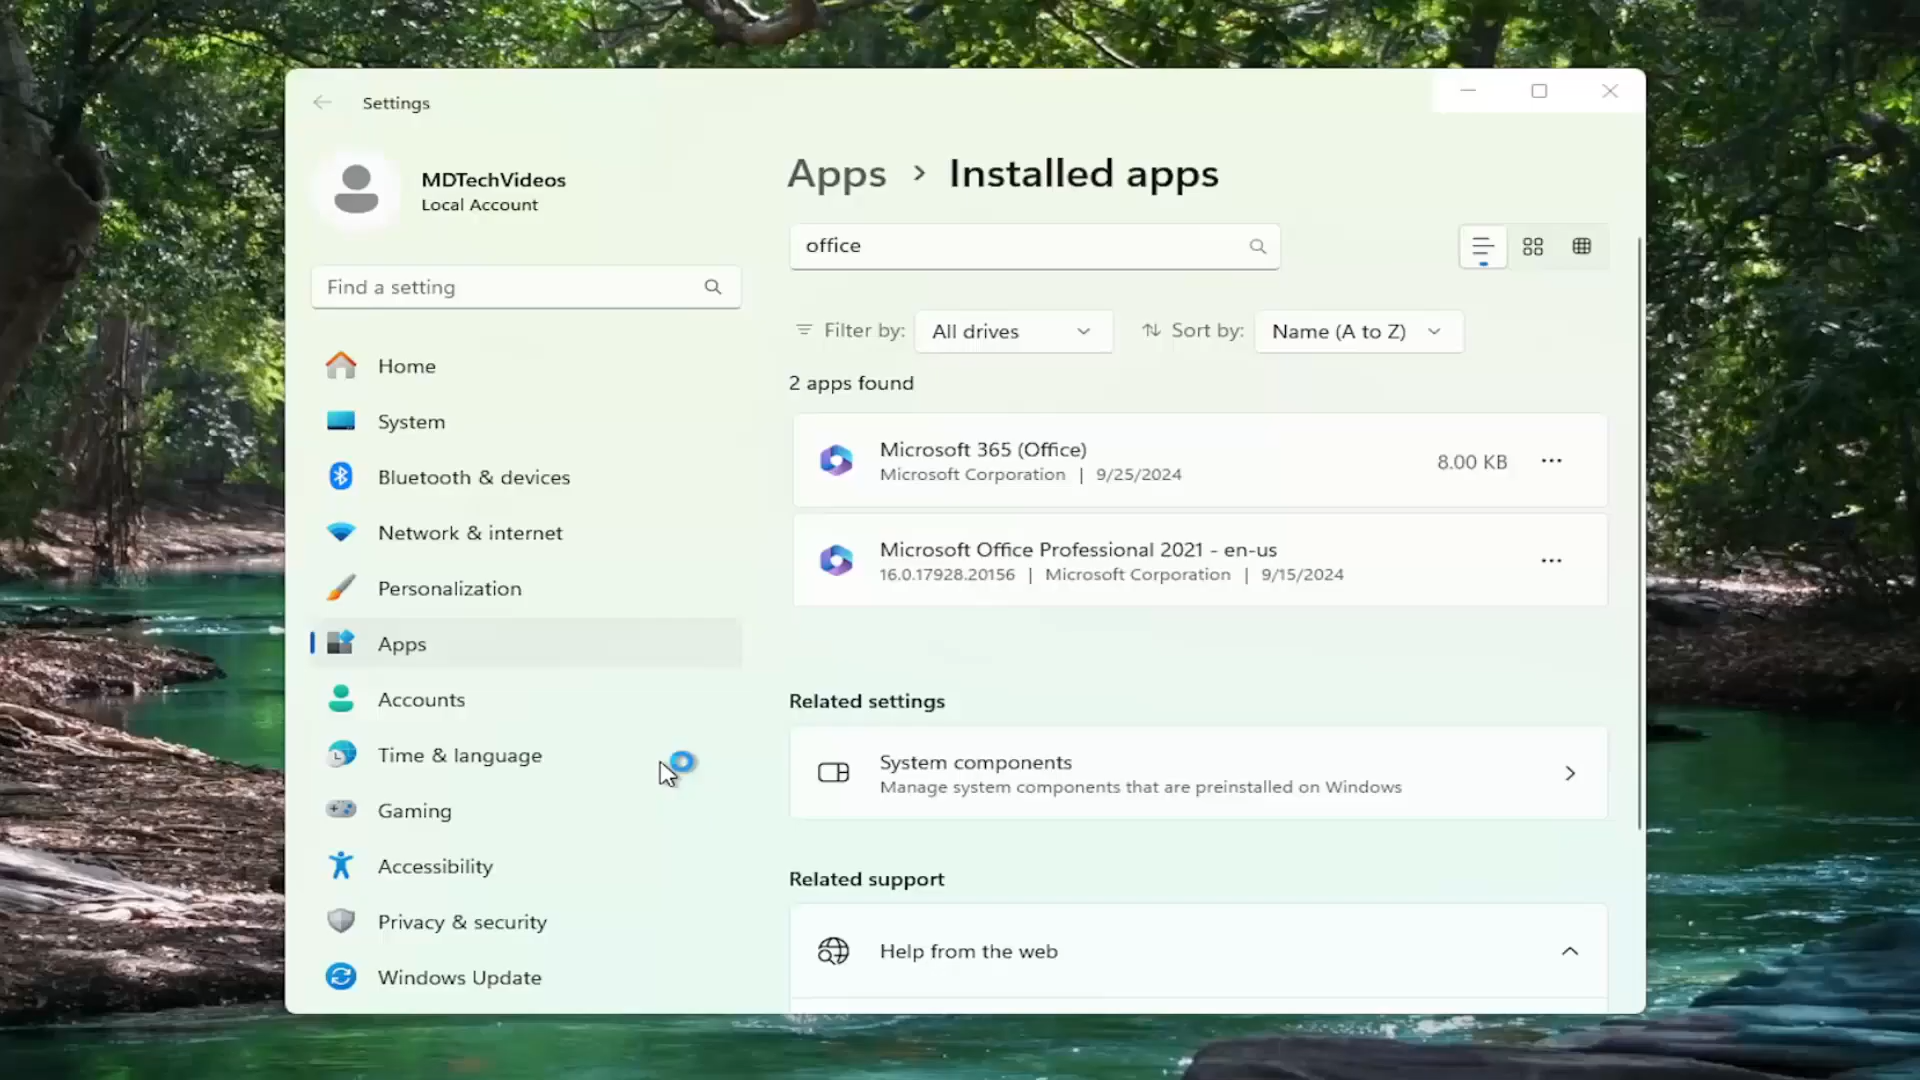 Settings
MDTechVideos
Local Account
Find a setting
Home
System
Bluetooth & devices
Network & internet
Personalization
Apps
Accounts
Time & language
Gaming
Accessibility
Privacy & security
Windows Update
Apps > Installed apps
office
Filter by: All drives Sort by: Name (A to Z)
2 apps found
Microsoft 365 (Office)
Microsoft Corporation | 9/25/2024
8.00 KB
Microsoft Office Professional 2021 - en-us
16.0.17928.20156 | Microsoft Corporation | 9/15/2024
Related settings
System components
Manage system components that are preinstalled on Windows
Related support
Help from the web